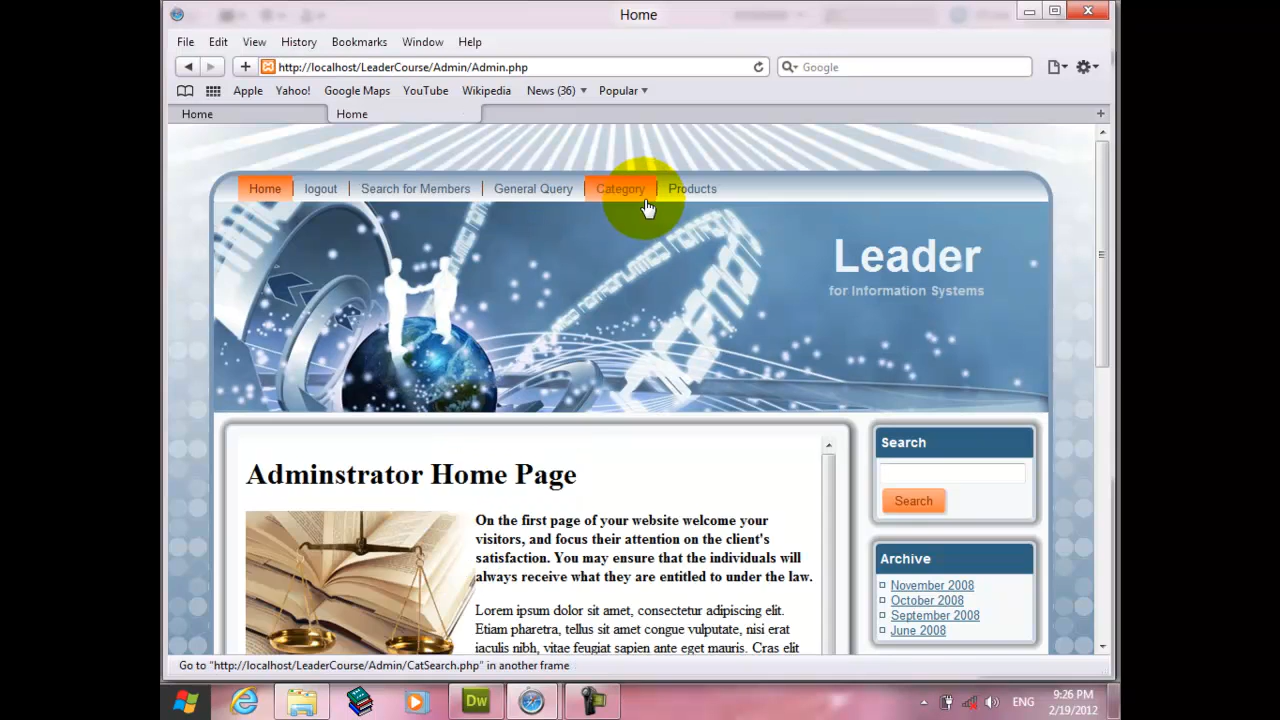 Home
File Edit View History Bookmarks Window Help
http://localhost/LeaderCourse/Admin/Admin.php Google
Apple Yahoo! Google Maps YouTube Wikipedia News (36) Popular
Home Home
Home logout Search for Members General Query Category Products
Leader
for Information Systems
Adminstrator Home Page
On the first page of your website welcome your
visitors, and focus their attention on the client's
satisfaction. You may ensure that the individuals will
always receive what they are entitled to under the law.
Lorem ipsum dolor sit amet, consectetur adipiscing elit.
Etiam pharetra, tellus sit amet congue vulputate, nisi erat
iaculis nibh, vitae feugiat sapien ante eget mauris. Cras elit
Search
Search
Archive
November 2008
October 2008
September 2008
June 2008
Go to "http://localhost/LeaderCourse/Admin/CatSearch.php" in another frame
Dw
ENG
9:26 PM
2/19/2012